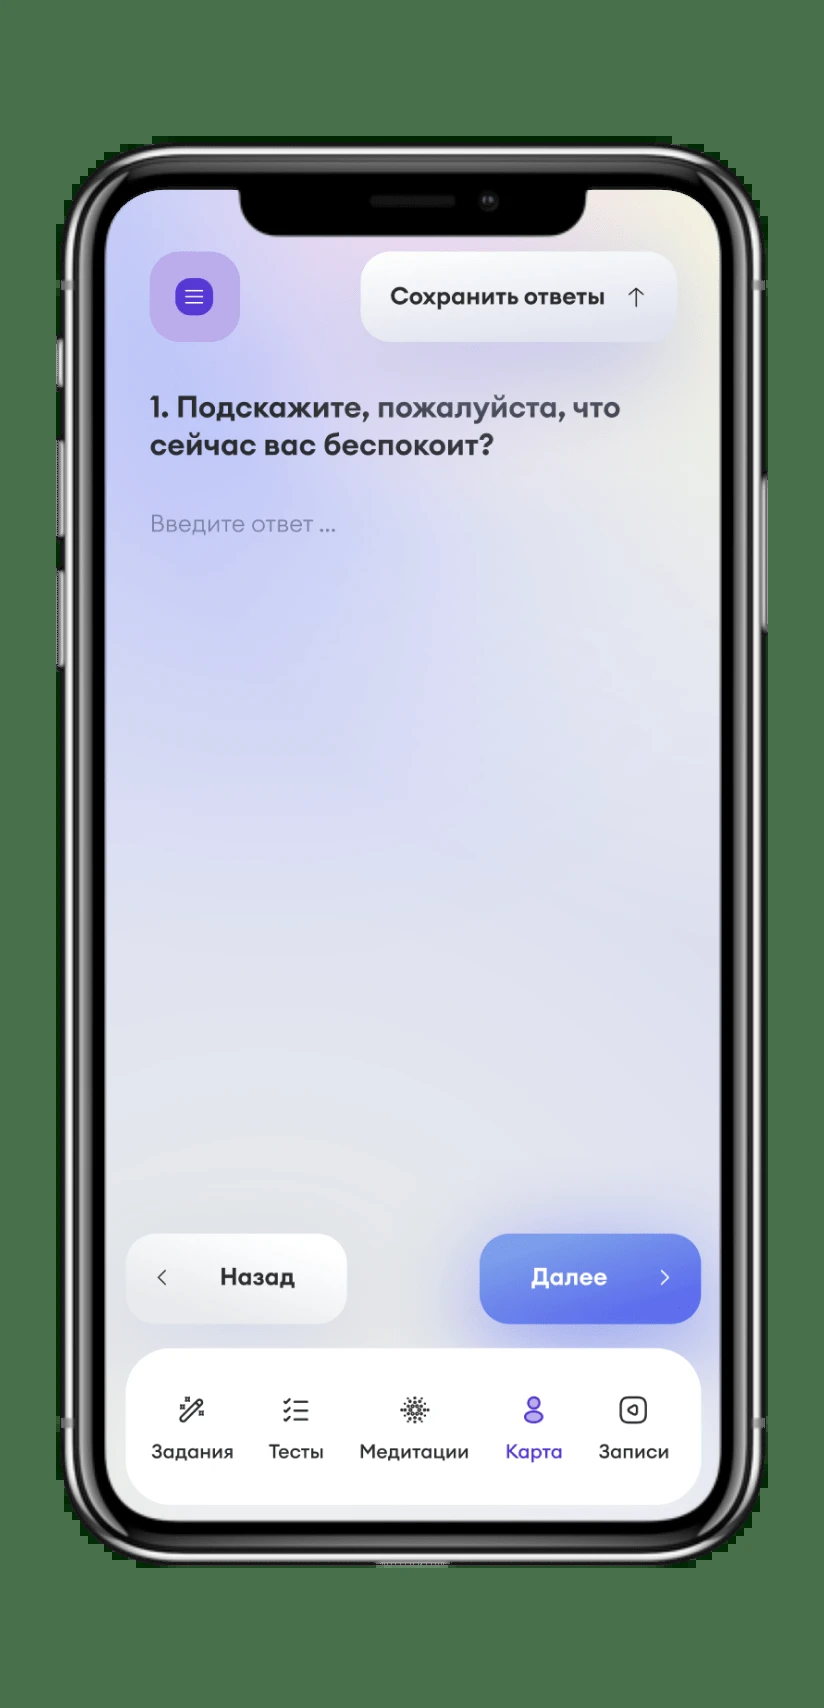 Сохранить ответы
1. Подскажите, пожалуйста, что
сейчас вас беспокоит?
Введите ответ ...
Назад
Далее
Задания
Тесты
Медитации
Карта
Записи